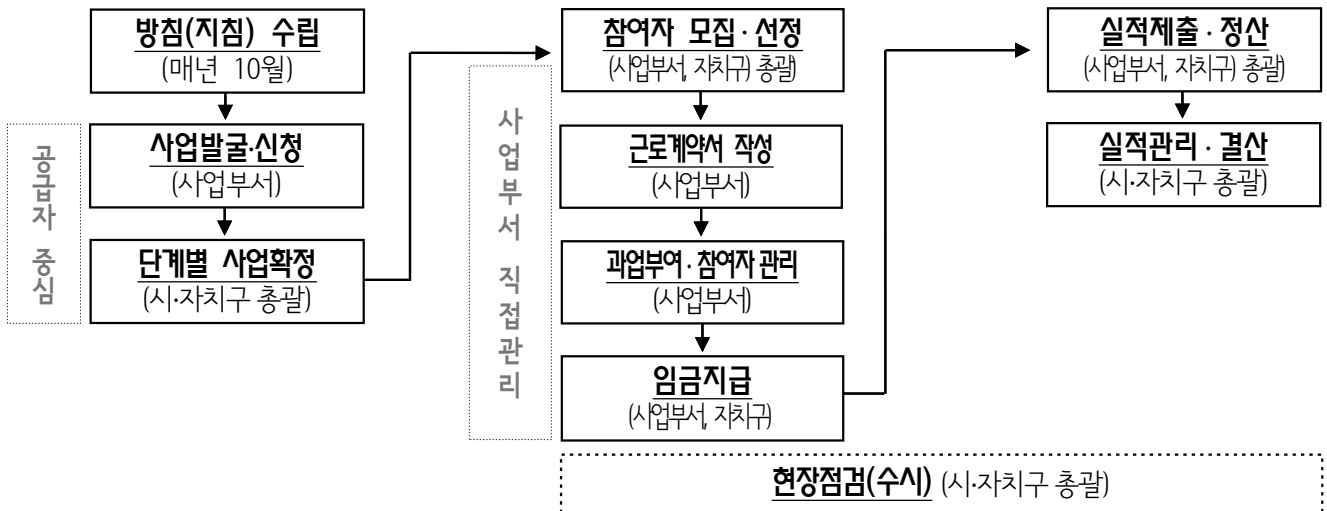 방침(지침) 수립
(매년 10월)
공급자 중심
사업발굴·신청
(사업부서)
단계별 사업확정
(시·자치구 총괄)
사업부서 직접관리
참여자 모집·선정
(사업부서, 자치구) 총괄)
근로계약서 작성
(사업부서)
과업부여·참여자 관리
(사업부서)
임금지급
(사업부서, 자치구)
실적제출·정산
(사업부서, 자치구) 총괄)
실적관리·결산
(시·자치구 총괄)
현장점검(수시) (시·자치구 총괄)